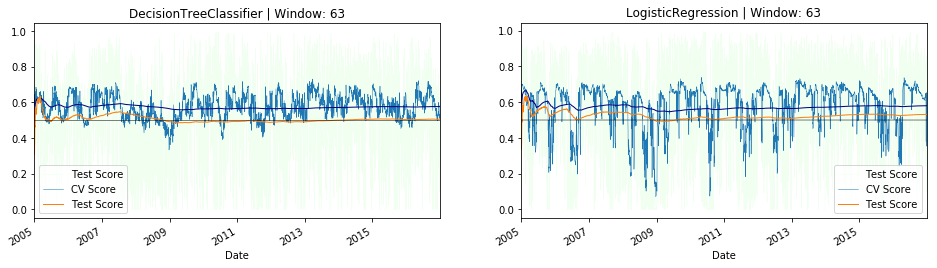 DecisionTreeClassifier | Window: 63
1.0
0.8
0.6
0.4
0.2
0.0
Test Score
CV Score
Test Score
2005
2007
2009
2011
2013
2015
Date
LogisticRegression | Window: 63
1.0
0.8
0.6
0.4
0.2
0.0
Test Score
CV Score
Test Score
2005
2007
2009
2011
2013
2015
Date